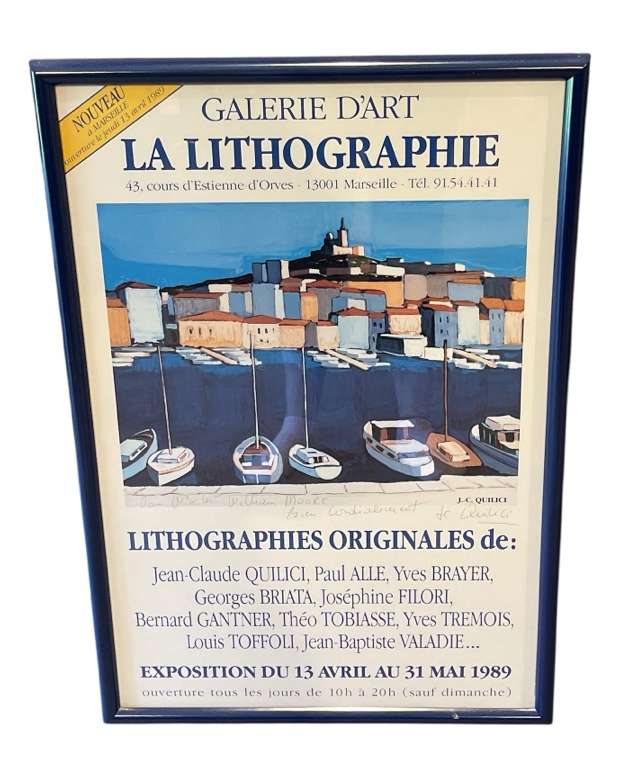 NOUVEAU
à MARSEILLE
ouverture le jeudi 13 avril 1989
GALERIE D'ART
LA LITHOGRAPHIE
43, cours d'Estienne d'Orves - 13001 Marseille - Tél. 91.54.41.41
J.-C. QUILICI
William Moore
bien cordialement
LITHOGRAPHIES ORIGINALES de:
Jean-Claude QUILICI, Paul ALLE, Yves BRAYER,
Georges BRIATA, Joséphine FILORI,
Bernard GANTNER, Théo TOBIASSE, Yves TREMOIS,
Louis TOFFOLI, Jean-Baptiste VALADIE...
EXPOSITION DU 13 AVRIL AU 31 MAI 1989
ouverture tous les jours de 10h à 20h (sauf dimanche)